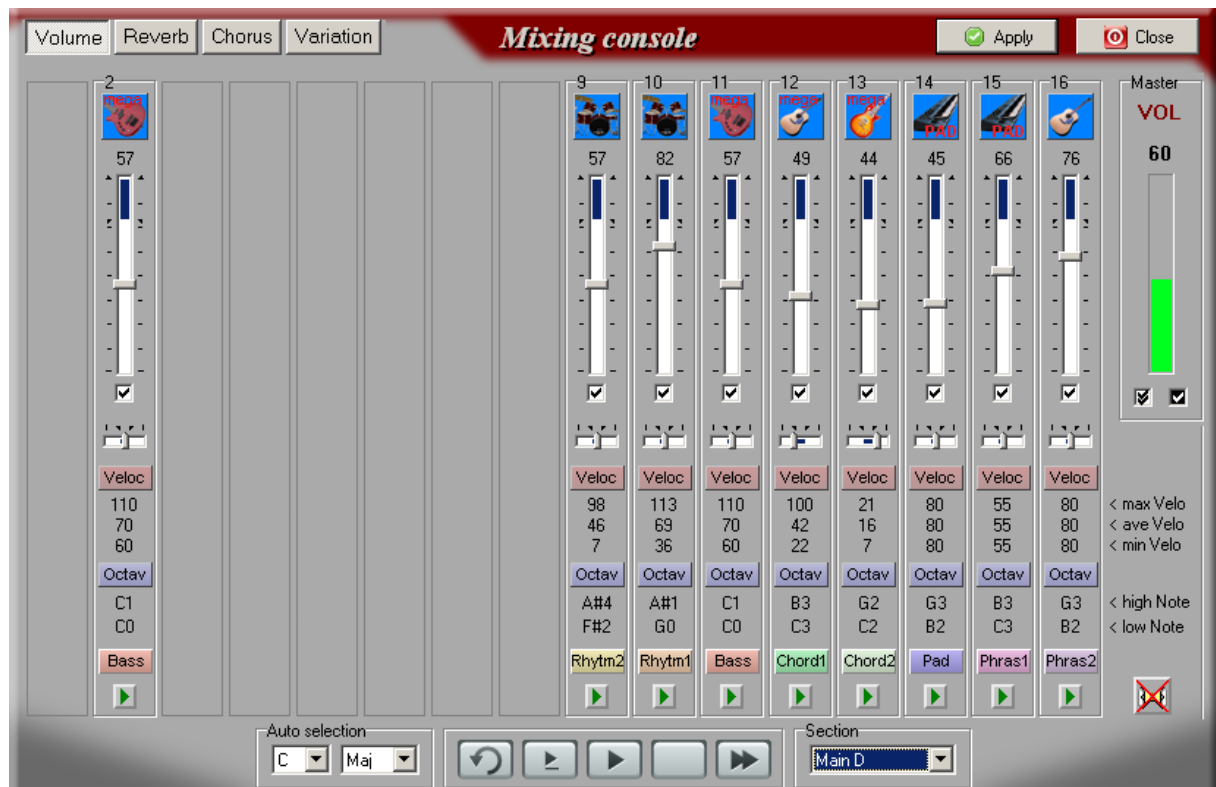 Volume Reverb Chorus Variation Mixing console Apply Close
2 9 10 11 12 13 14 15 16 Master
mega mega mega mega PAD PAD VOL
57 57 82 57 49 44 45 66 76 60
Veloc Veloc Veloc Veloc Veloc Veloc Veloc Veloc Veloc
110 98 113 110 100 21 80 55 80 < max Velo
70 46 69 70 42 16 80 55 80 < ave Velo
60 7 36 60 22 7 80 55 80 < min Velo
Octav Octav Octav Octav Octav Octav Octav Octav Octav
C1 A#4 A#1 C1 B3 G2 G3 B3 G3 < high Note
C0 F#2 G0 C0 C3 C2 B2 C3 B2 < low Note
Bass Rhytm2 Rhytm1 Bass Chord1 Chord2 Pad Phras1 Phras2
Auto selection Section
C Maj Main D